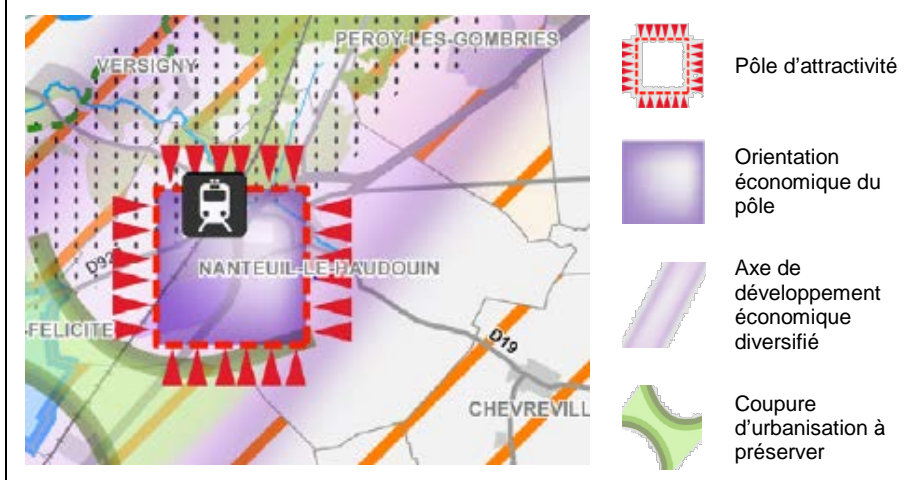 PEROY-LES-GOMBRIES
VERSIGNY
NANTEUIL-LE-HAUDOUIN
-FELICITE
D19
CHEVREVILL
Pôle d'attractivité
Orientation
économique du
pôle
Axe de
développement
économique
diversifié
Coupure
d'urbanisation à
préserver